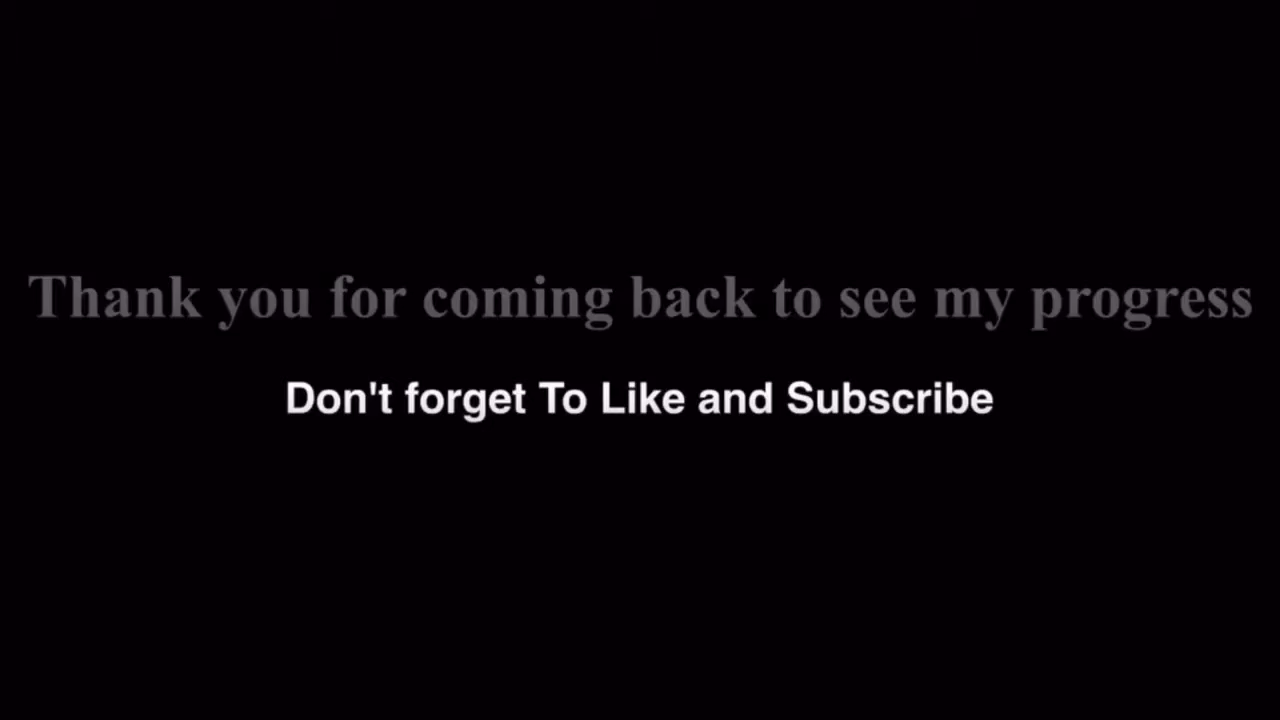 Thank you for coming back to see my progress
Don't forget To Like and Subscribe